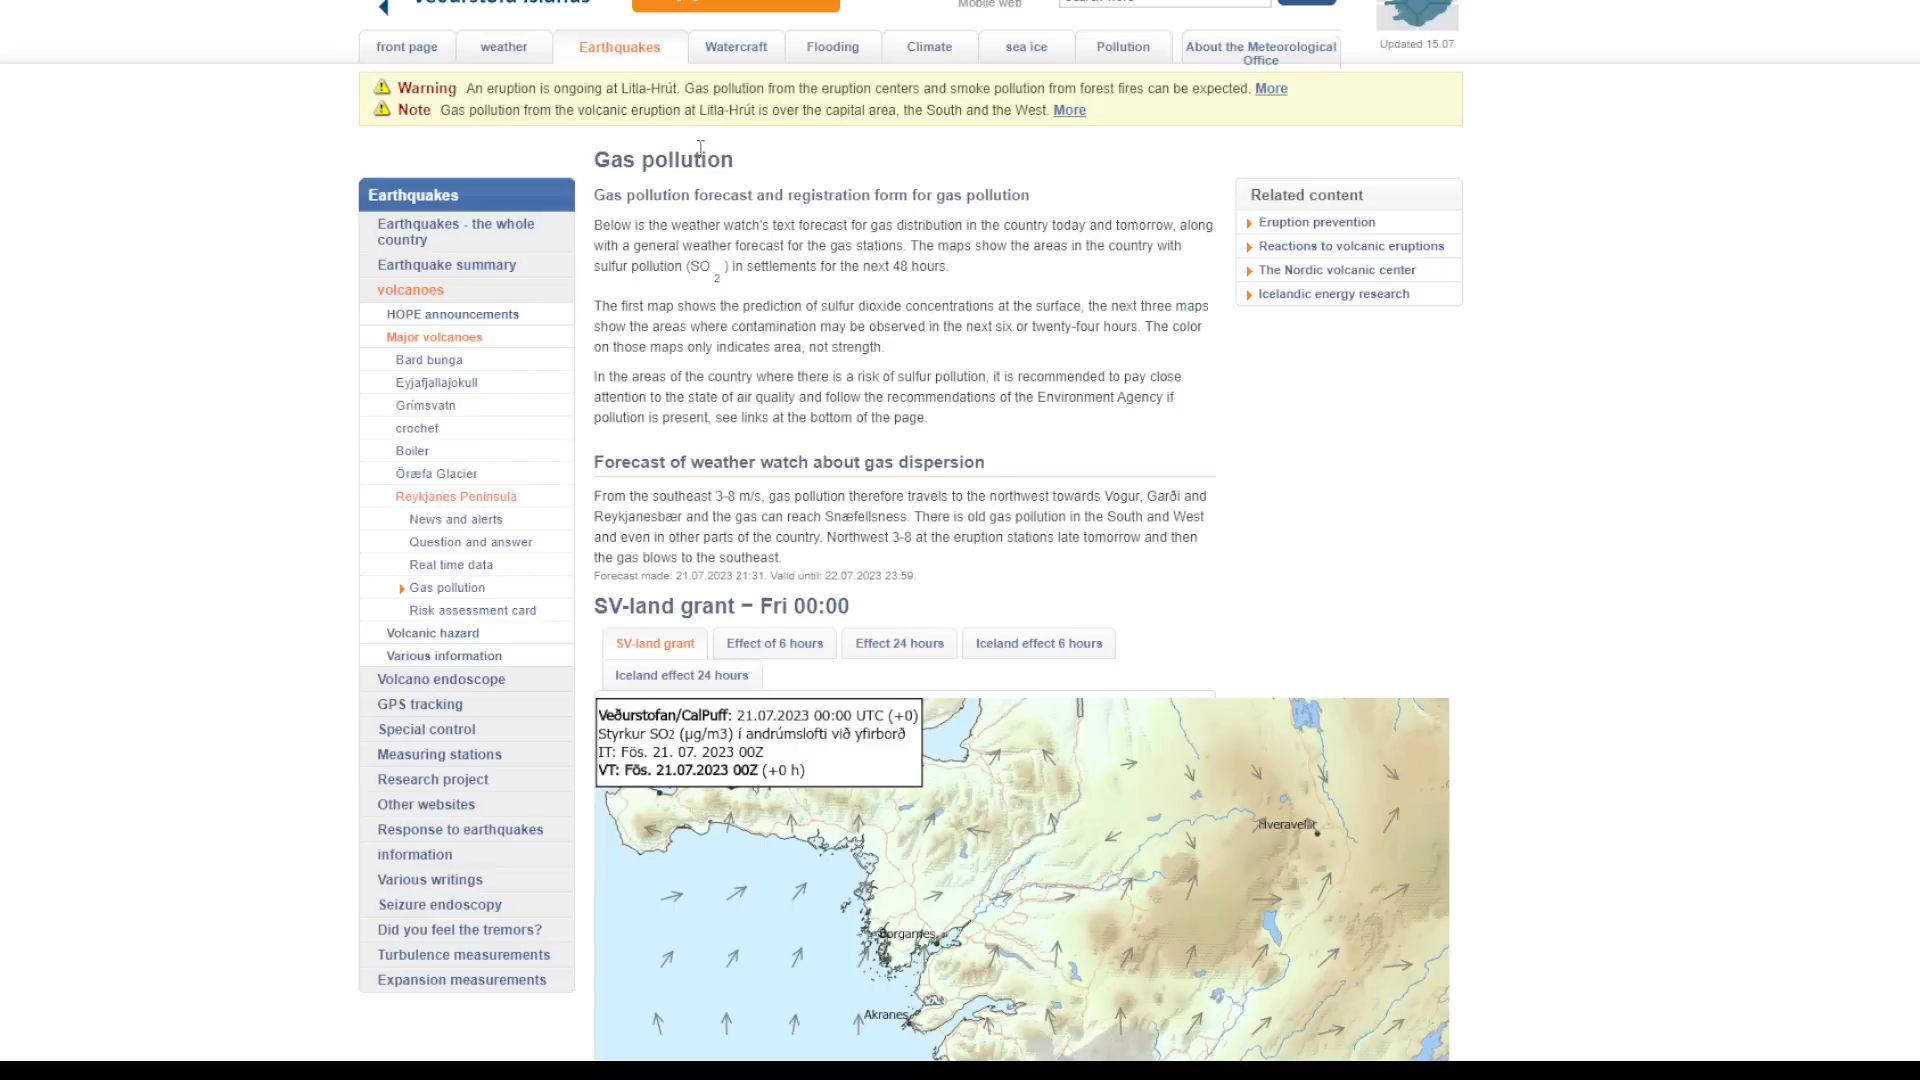 Veðurstofa Íslands
Mobile web
front page
weather
Earthquakes
Watercraft
Flooding
Climate
sea ice
Pollution
About the Meteorological
Office
Updated 15.07
Warning An eruption is ongoing at Litla-Hrút. Gas pollution from the eruption centers and smoke pollution from forest fires can be expected. More
Note Gas pollution from the volcanic eruption at Litla-Hrút is over the capital area, the South and the West. More
Earthquakes
Earthquakes - the whole
country
Earthquake summary
volcanoes
HOPE announcements
Major volcanoes
Bard bunga
Eyjafjallajokull
Grímsvatn
crochet
Boiler
Öræfa Glacier
Reykjanes Peninsula
News and alerts
Question and answer
Real time data
Gas pollution
Risk assessment card
Volcanic hazard
Various information
Volcano endoscope
GPS tracking
Special control
Measuring stations
Research project
Other websites
Response to earthquakes
information
Various writings
Seizure endoscopy
Did you feel the tremors?
Turbulence measurements
Expansion measurements
Gas pollution
Gas pollution forecast and registration form for gas pollution
Below is the weather watch's text forecast for gas distribution in the country today and tomorrow, along
with a general weather forecast for the gas stations. The maps show the areas in the country with
sulfur pollution (SO 2 ) in settlements for the next 48 hours.
The first map shows the prediction of sulfur dioxide concentrations at the surface, the next three maps
show the areas where contamination may be observed in the next six or twenty-four hours. The color
on those maps only indicates area, not strength.
In the areas of the country where there is a risk of sulfur pollution, it is recommended to pay close
attention to the state of air quality and follow the recommendations of the Environment Agency if
pollution is present, see links at the bottom of the page.
Forecast of weather watch about gas dispersion
From the southeast 3-8 m/s, gas pollution therefore travels to the northwest towards Vogur, Garði and
Reykjanesbær and the gas can reach Snæfellsness. There is old gas pollution in the South and West
and even in other parts of the country. Northwest 3-8 at the eruption stations late tomorrow and then
the gas blows to the southeast.
Forecast made: 21.07.2023 21:31. Valid until: 22.07.2023 23:59.
SV-land grant − Fri 00:00
SV-land grant
Effect of 6 hours
Effect 24 hours
Iceland effect 6 hours
Iceland effect 24 hours
Veðurstofan/CalPuff: 21.07.2023 00:00 UTC (+0)
Styrkur SO2 (µg/m3) í andrúmslofti við yfirborð
IT: Fös. 21. 07. 2023 00Z
VT: Fös. 21.07.2023 00Z (+0 h)
Hveravellir
Borgarnes
Akranes
Related content
Eruption prevention
Reactions to volcanic eruptions
The Nordic volcanic center
Icelandic energy research